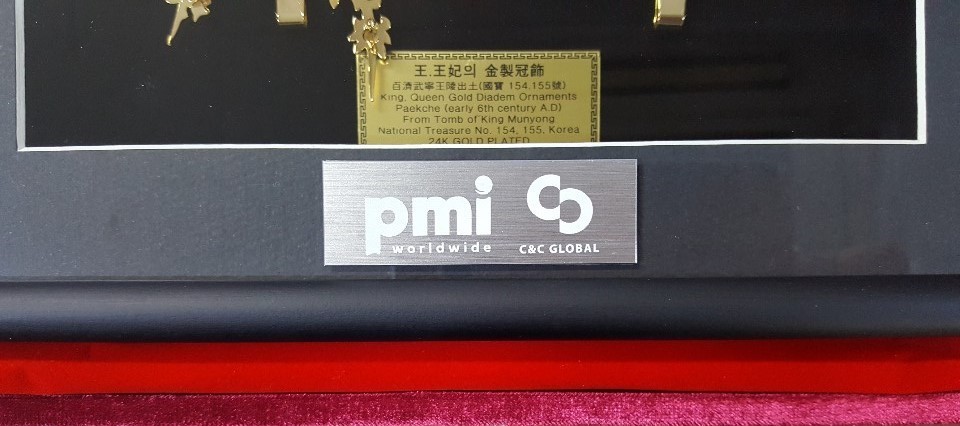 王.王妃의 金製冠飾
百濟武寧王陵出土(國寶 154.155號)
King, Queen Gold Diadem Ornaments
Paekche (early 6th century A.D)
From Tomb of King Munyong
National Treasure No. 154, 155, Korea
24K GOLD PLATED
pmi
worldwide
C&C GLOBAL